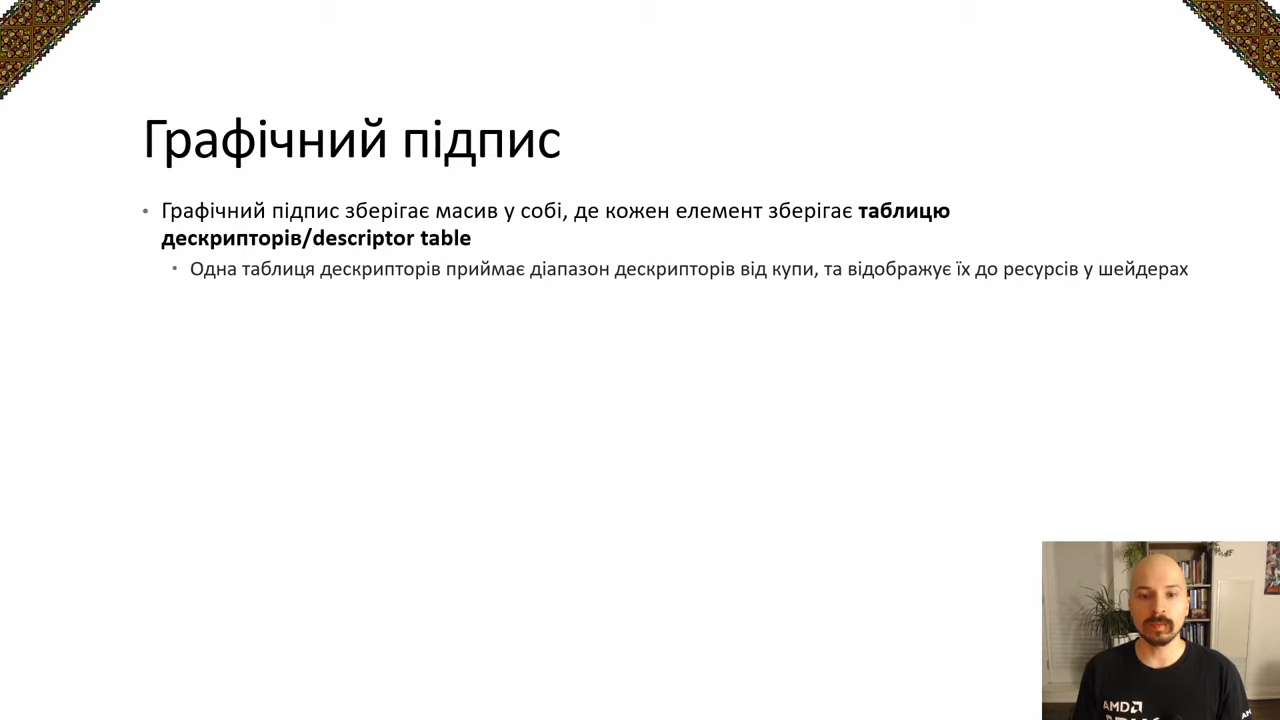 Графічний підпис
• Графічний підпис зберігає масив у собі, де кожен елемент зберігає таблицю
дескрипторів/descriptor table
• Одна таблиця дескрипторів приймає діапазон дескрипторів від купи, та відображує їх до ресурсів у шейдерах
AMD